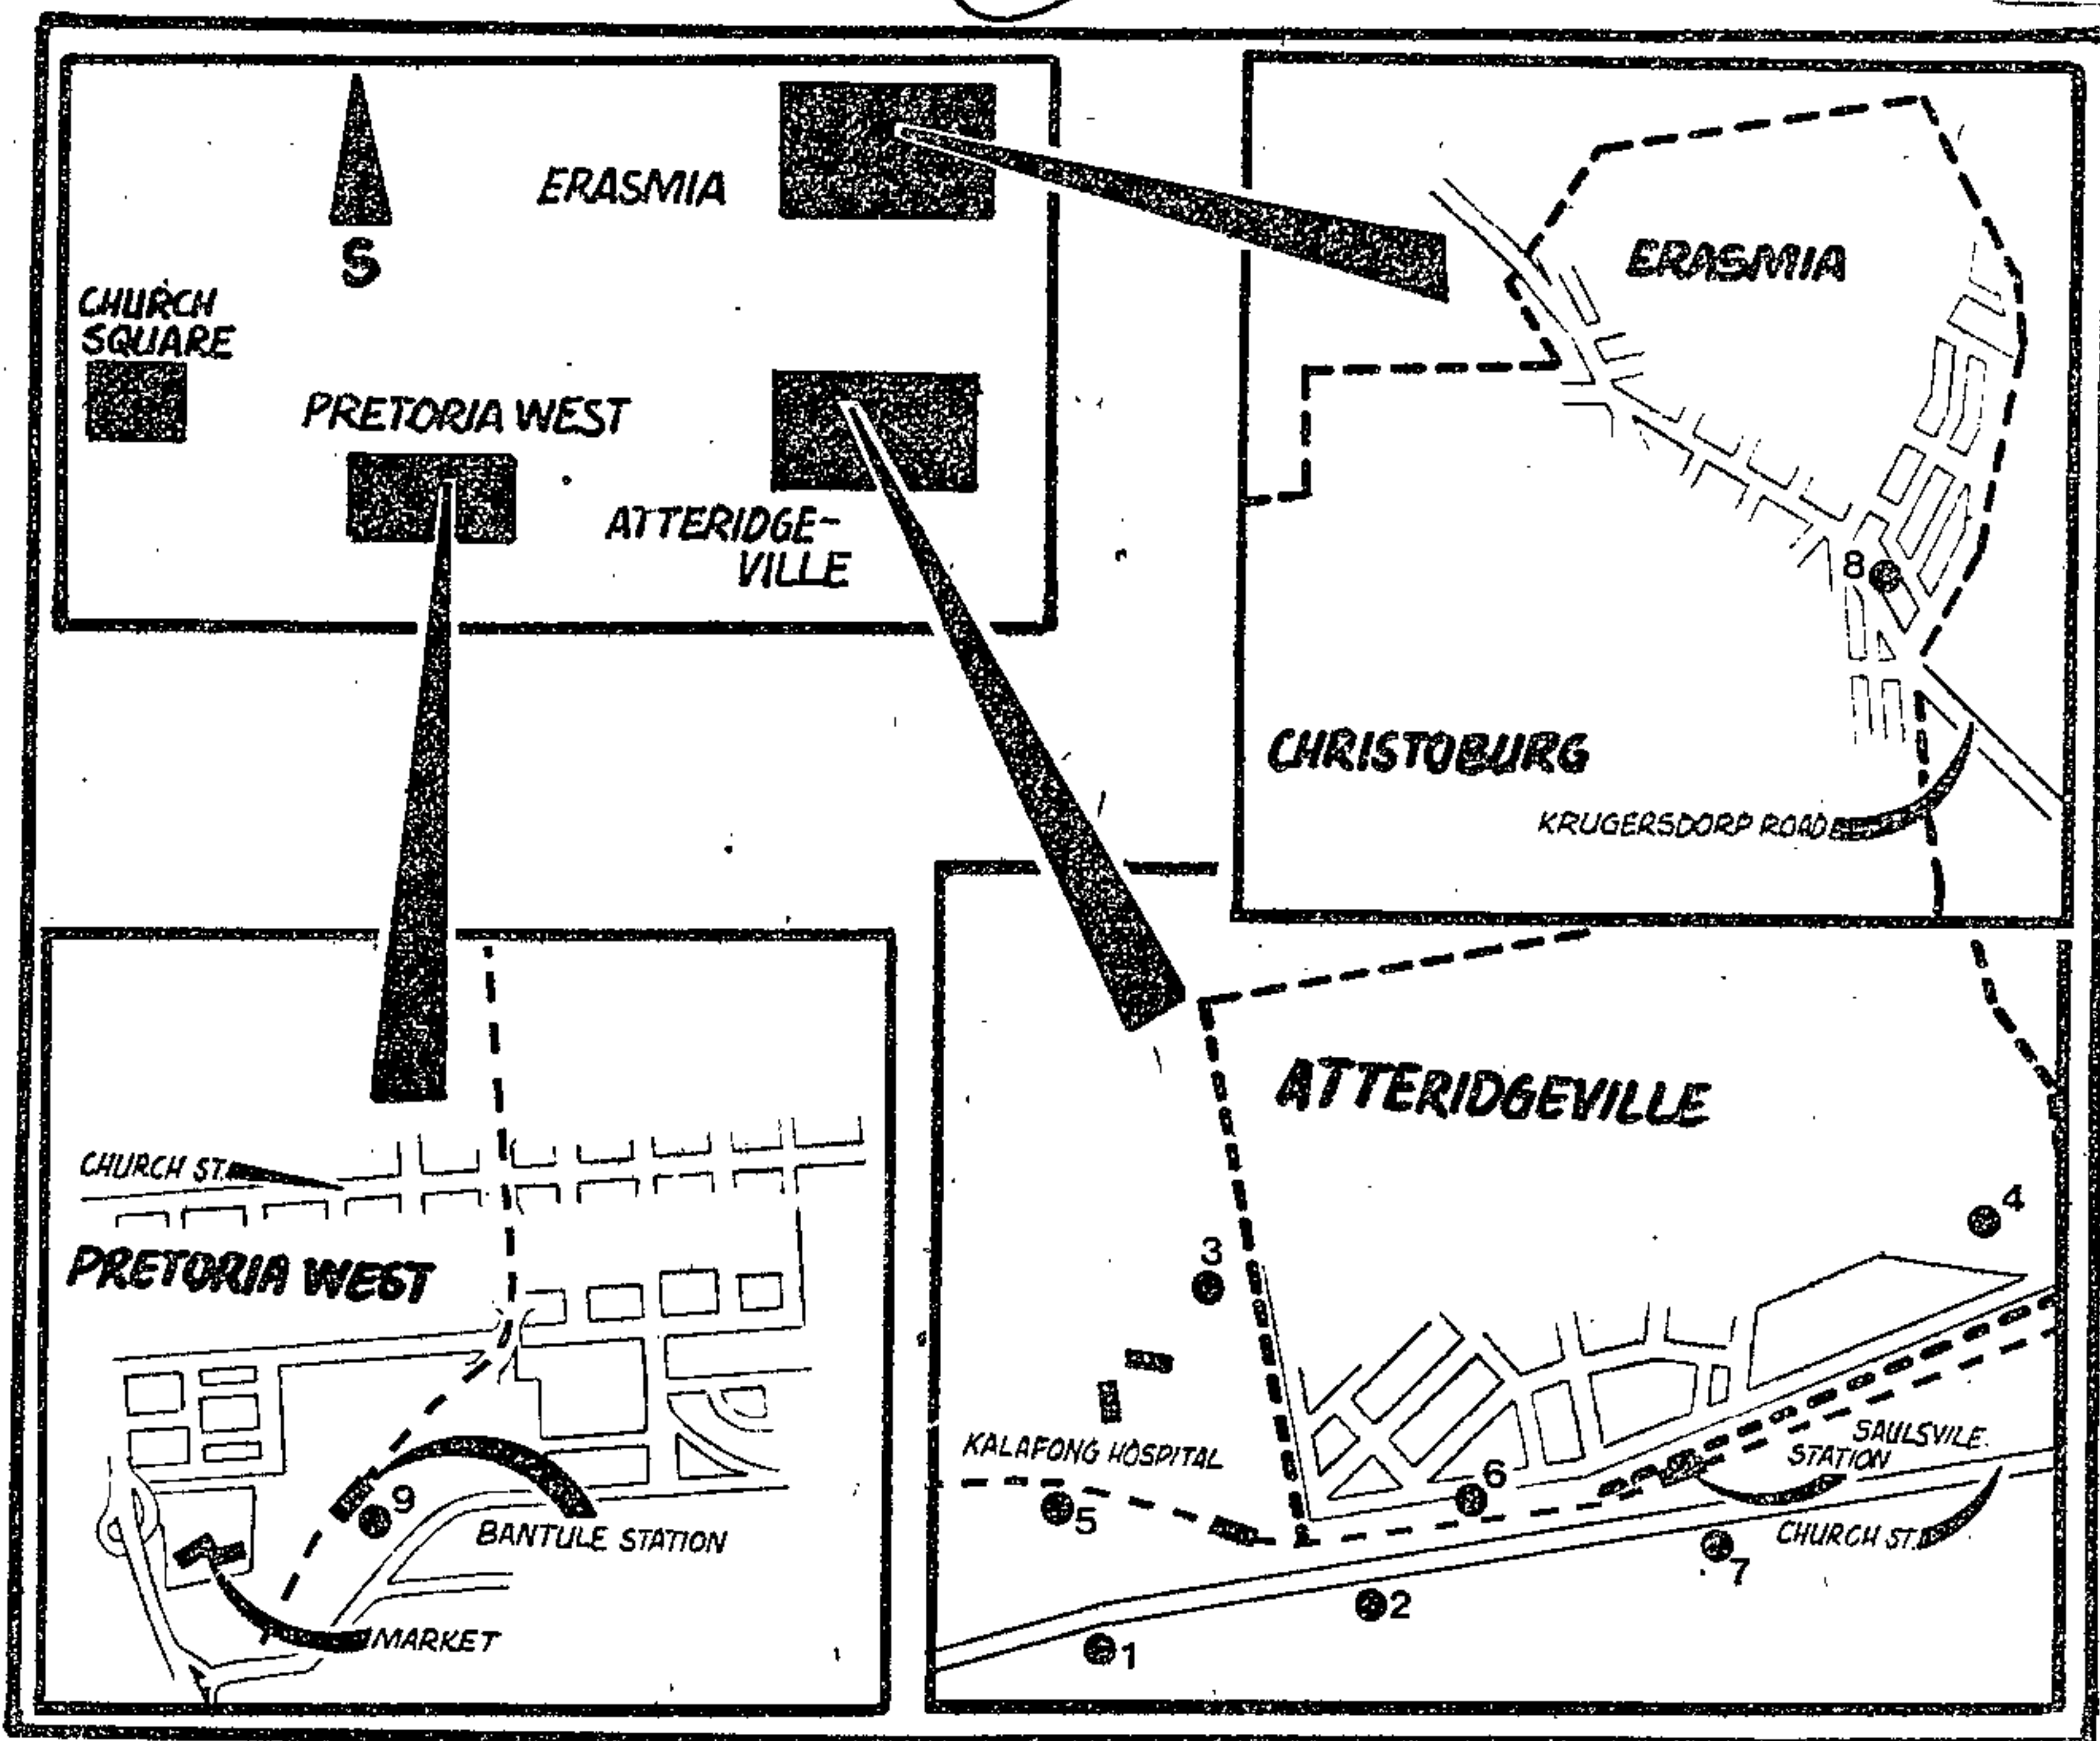 S
ERASMIA
CHURCH
SQUARE
PRETORIA WEST
ATTERIDGE-
VILLE
ERASMIA
8
CHRISTOBURG
KRUGERSDORP ROAD
CHURCH ST.
PRETORIA WEST
9
BANTULE STATION
MARKET
ATTERIDGEVILLE
4
3
KALAFONG HOSPITAL
SAULSVILE
STATION
6
5
CHURCH ST.
7
2
1